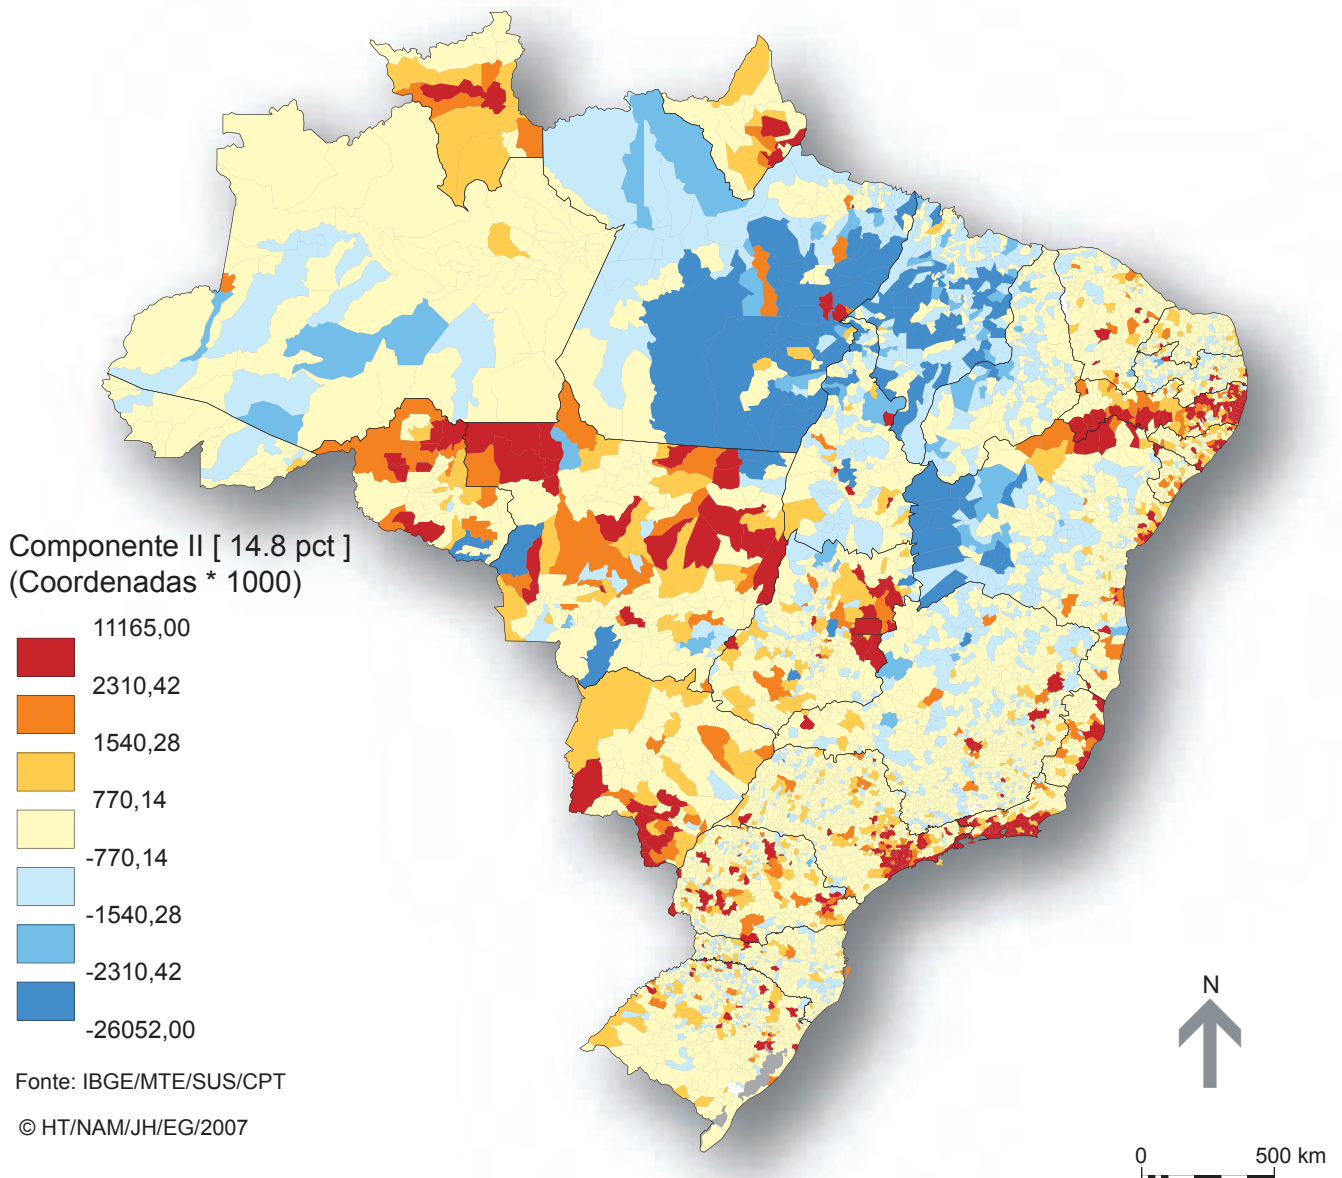 Componente II [ 14.8 pct ]
(Coordenadas * 1000)
11165,00
2310,42
1540,28
770,14
-770,14
-1540,28
-2310,42
-26052,00
Fonte: IBGE/MTE/SUS/CPT
© HT/NAM/JH/EG/2007
N
0 500 km